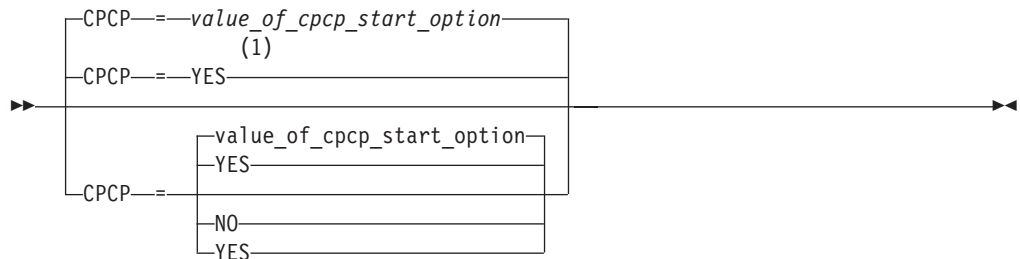 CPCP = value_of_cpcp_start_option
(1)
CPCP = YES
value_of_cpcp_start_option
YES
CPCP =
NO
YES